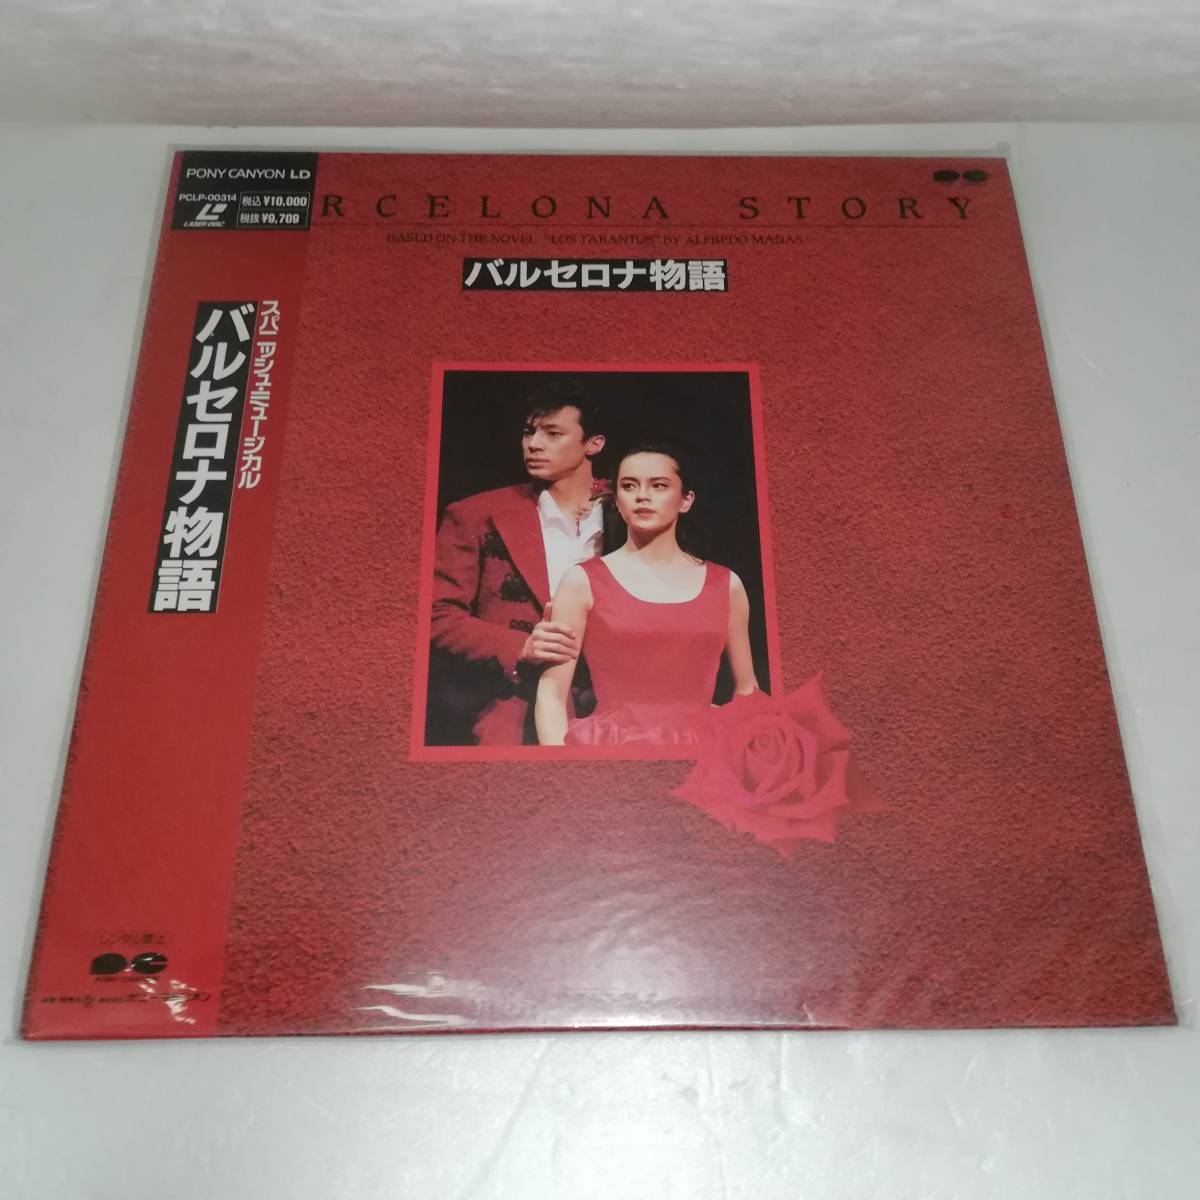 PONY CANYON LD
PCLP-00314
LASER DISC
税込 ¥10,000
税抜 ¥9,709
RCELONA STORY
BASED ON THE NOVEL "LOS TARANTOS" BY ALFREDO MAÑAS
バルセロナ物語
スパニッシュ・ミュージカル
バルセロナ物語
レンタル禁止
PONY CANYON